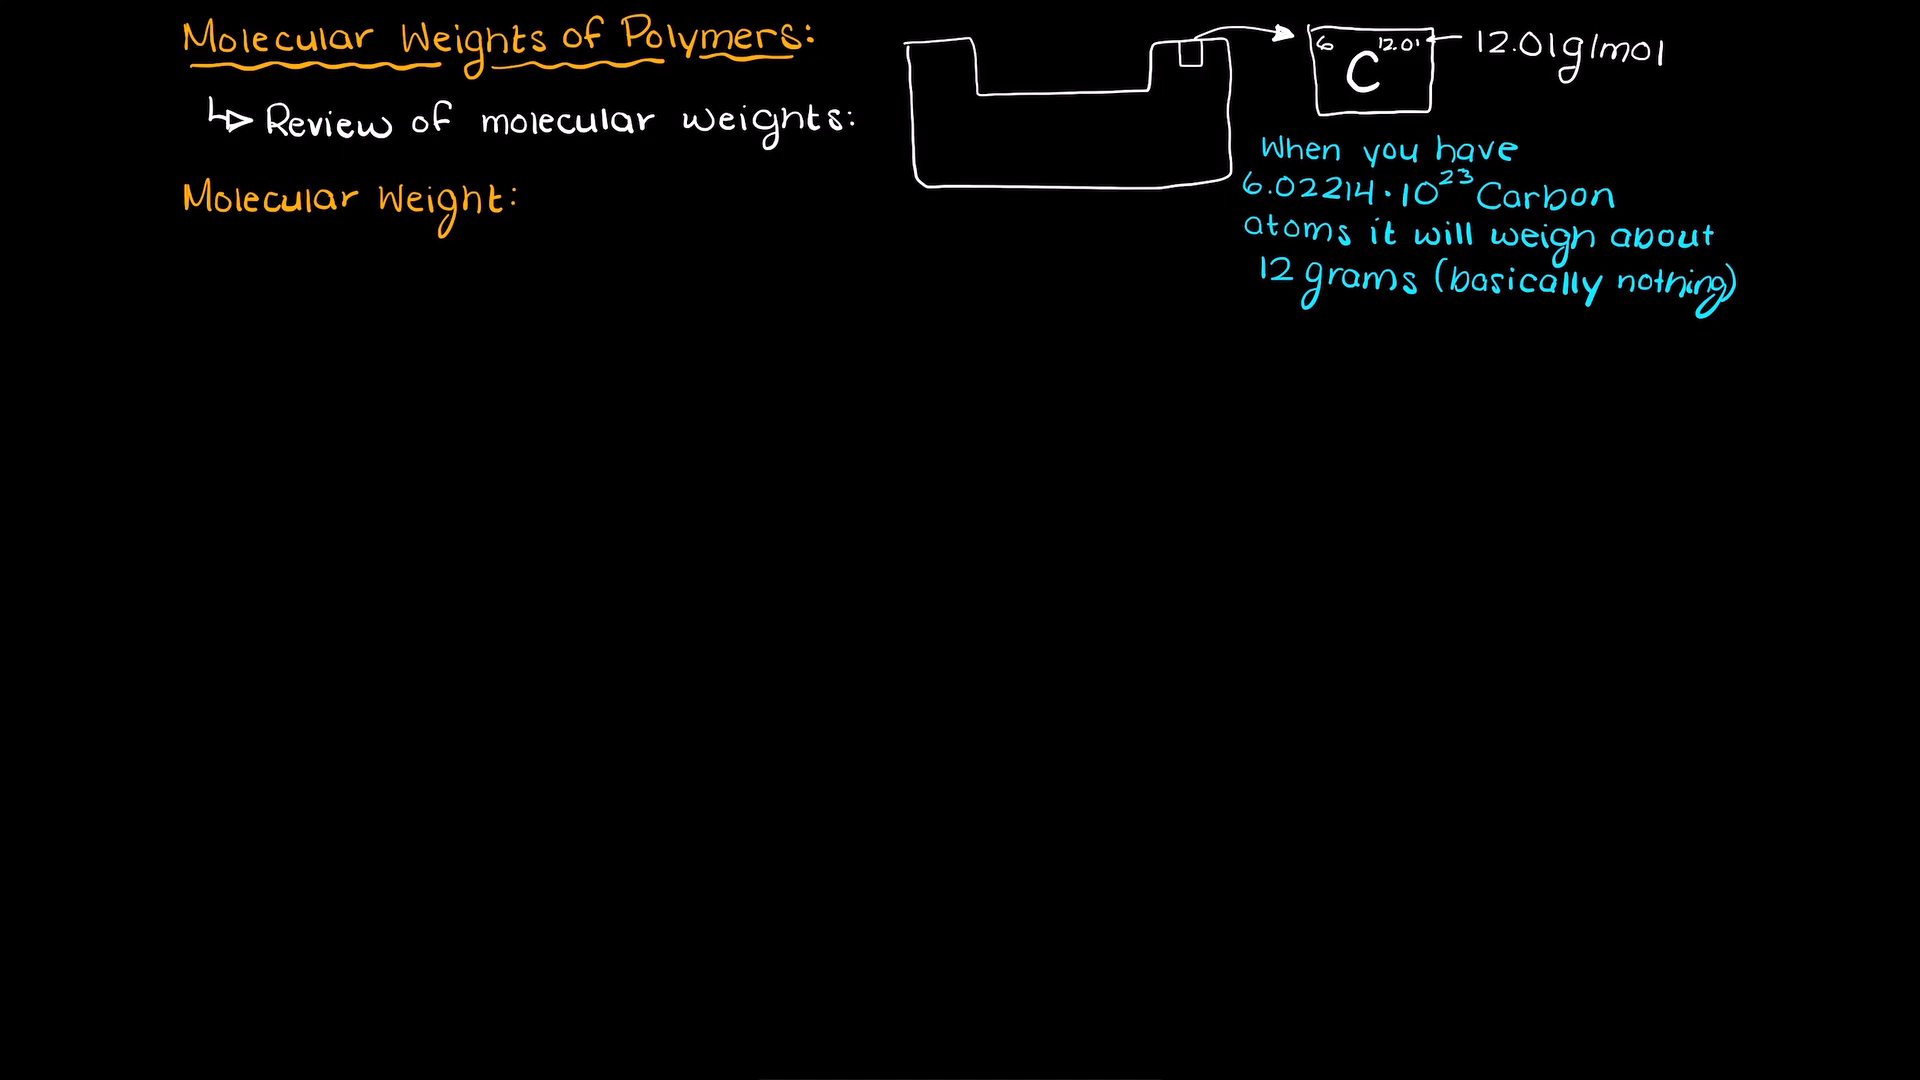 Molecular Weights of Polymers:
Review of molecular weights:
Molecular Weight:
6 12.01
C
12.01g/mol
When you have
6.02214·10²³ Carbon
atoms it will weigh about
12 grams (basically nothing)